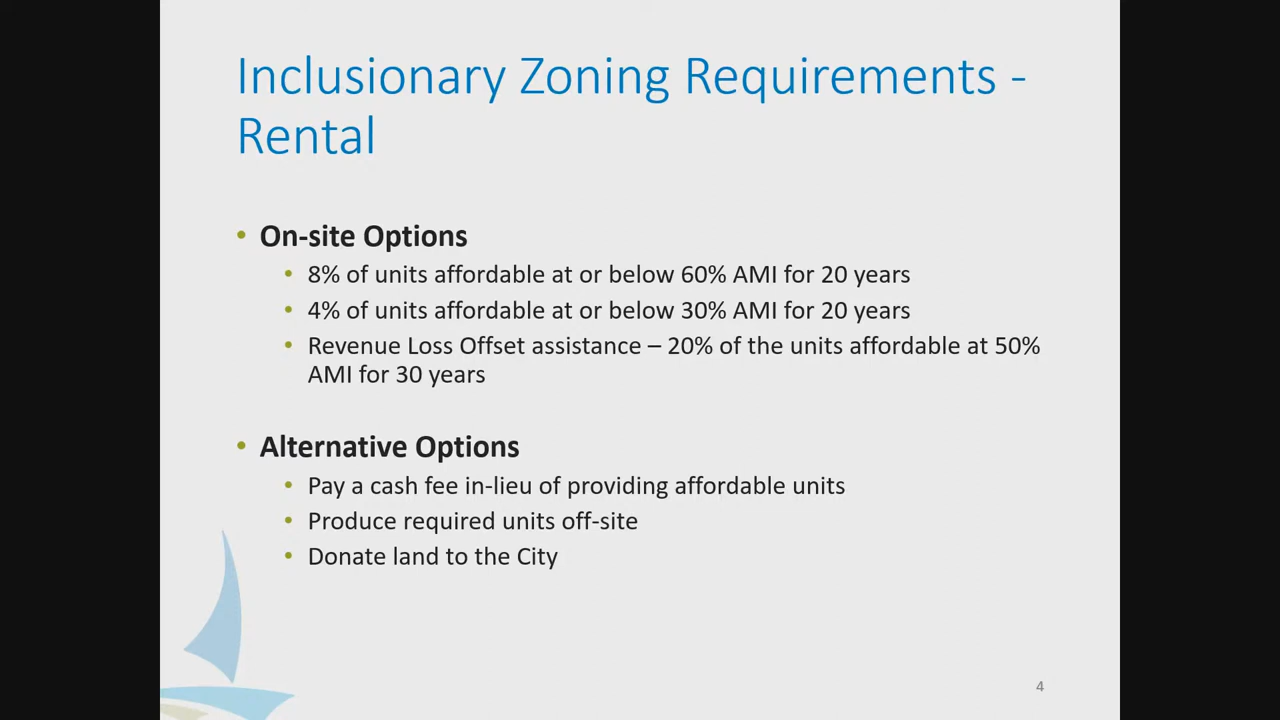 Inclusionary Zoning Requirements -
Rental
• On-site Options
• 8% of units affordable at or below 60% AMI for 20 years
• 4% of units affordable at or below 30% AMI for 20 years
• Revenue Loss Offset assistance – 20% of the units affordable at 50%
AMI for 30 years
• Alternative Options
• Pay a cash fee in-lieu of providing affordable units
• Produce required units off-site
• Donate land to the City
4